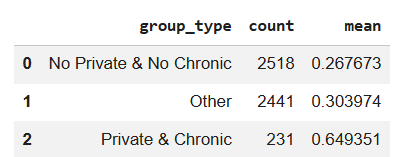 group_type count mean
0 No Private & No Chronic 2518 0.267673
1 Other 2441 0.303974
2 Private & Chronic 231 0.649351